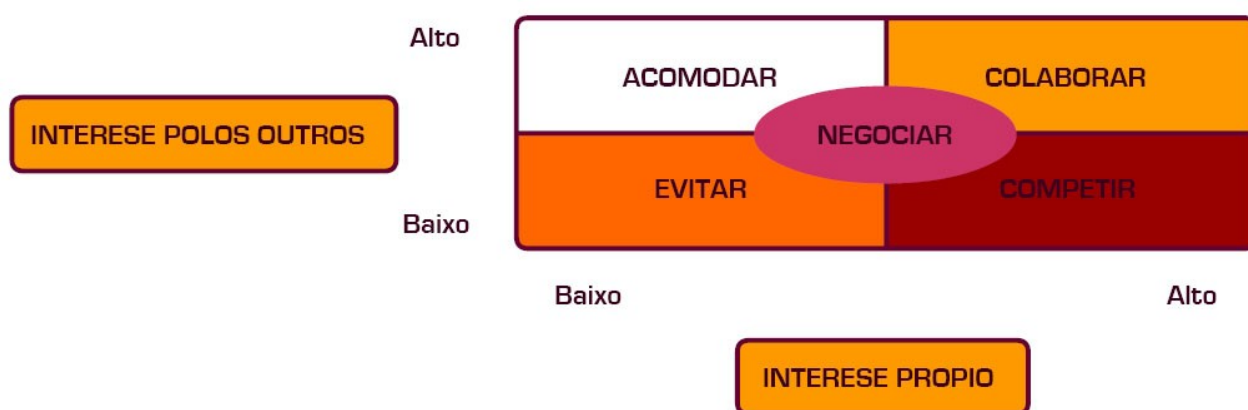 Alto
ACOMODAR
COLABORAR
INTERESE POLOS OUTROS
NEGOCIAR
EVITAR
COMPETIR
Baixo
Baixo
Alto
INTERESE PROPIO